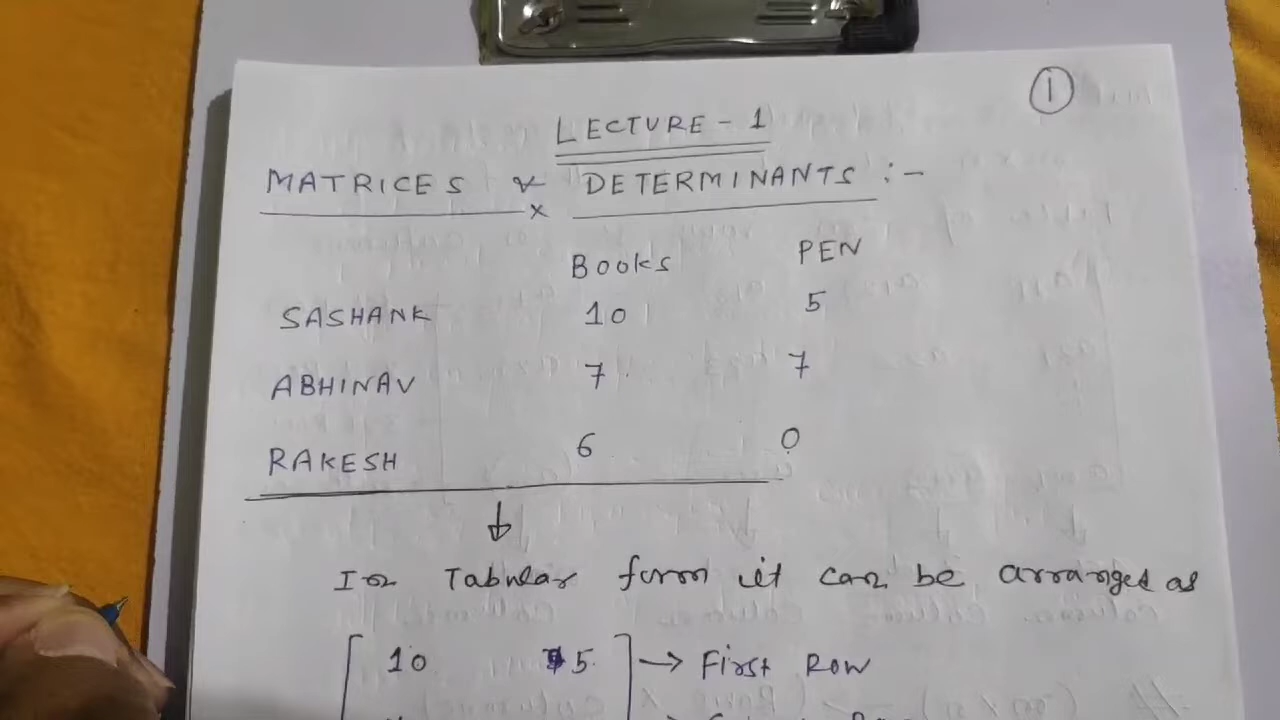 1
LECTURE - 1
MATRICES & DETERMINANTS :-
Books PEN
SASHANK 10 5
ABHINAV 7 7
RAKESH 6 0
↓
In Tabular form it can be arranged as
[ 10 5 ] → First Row